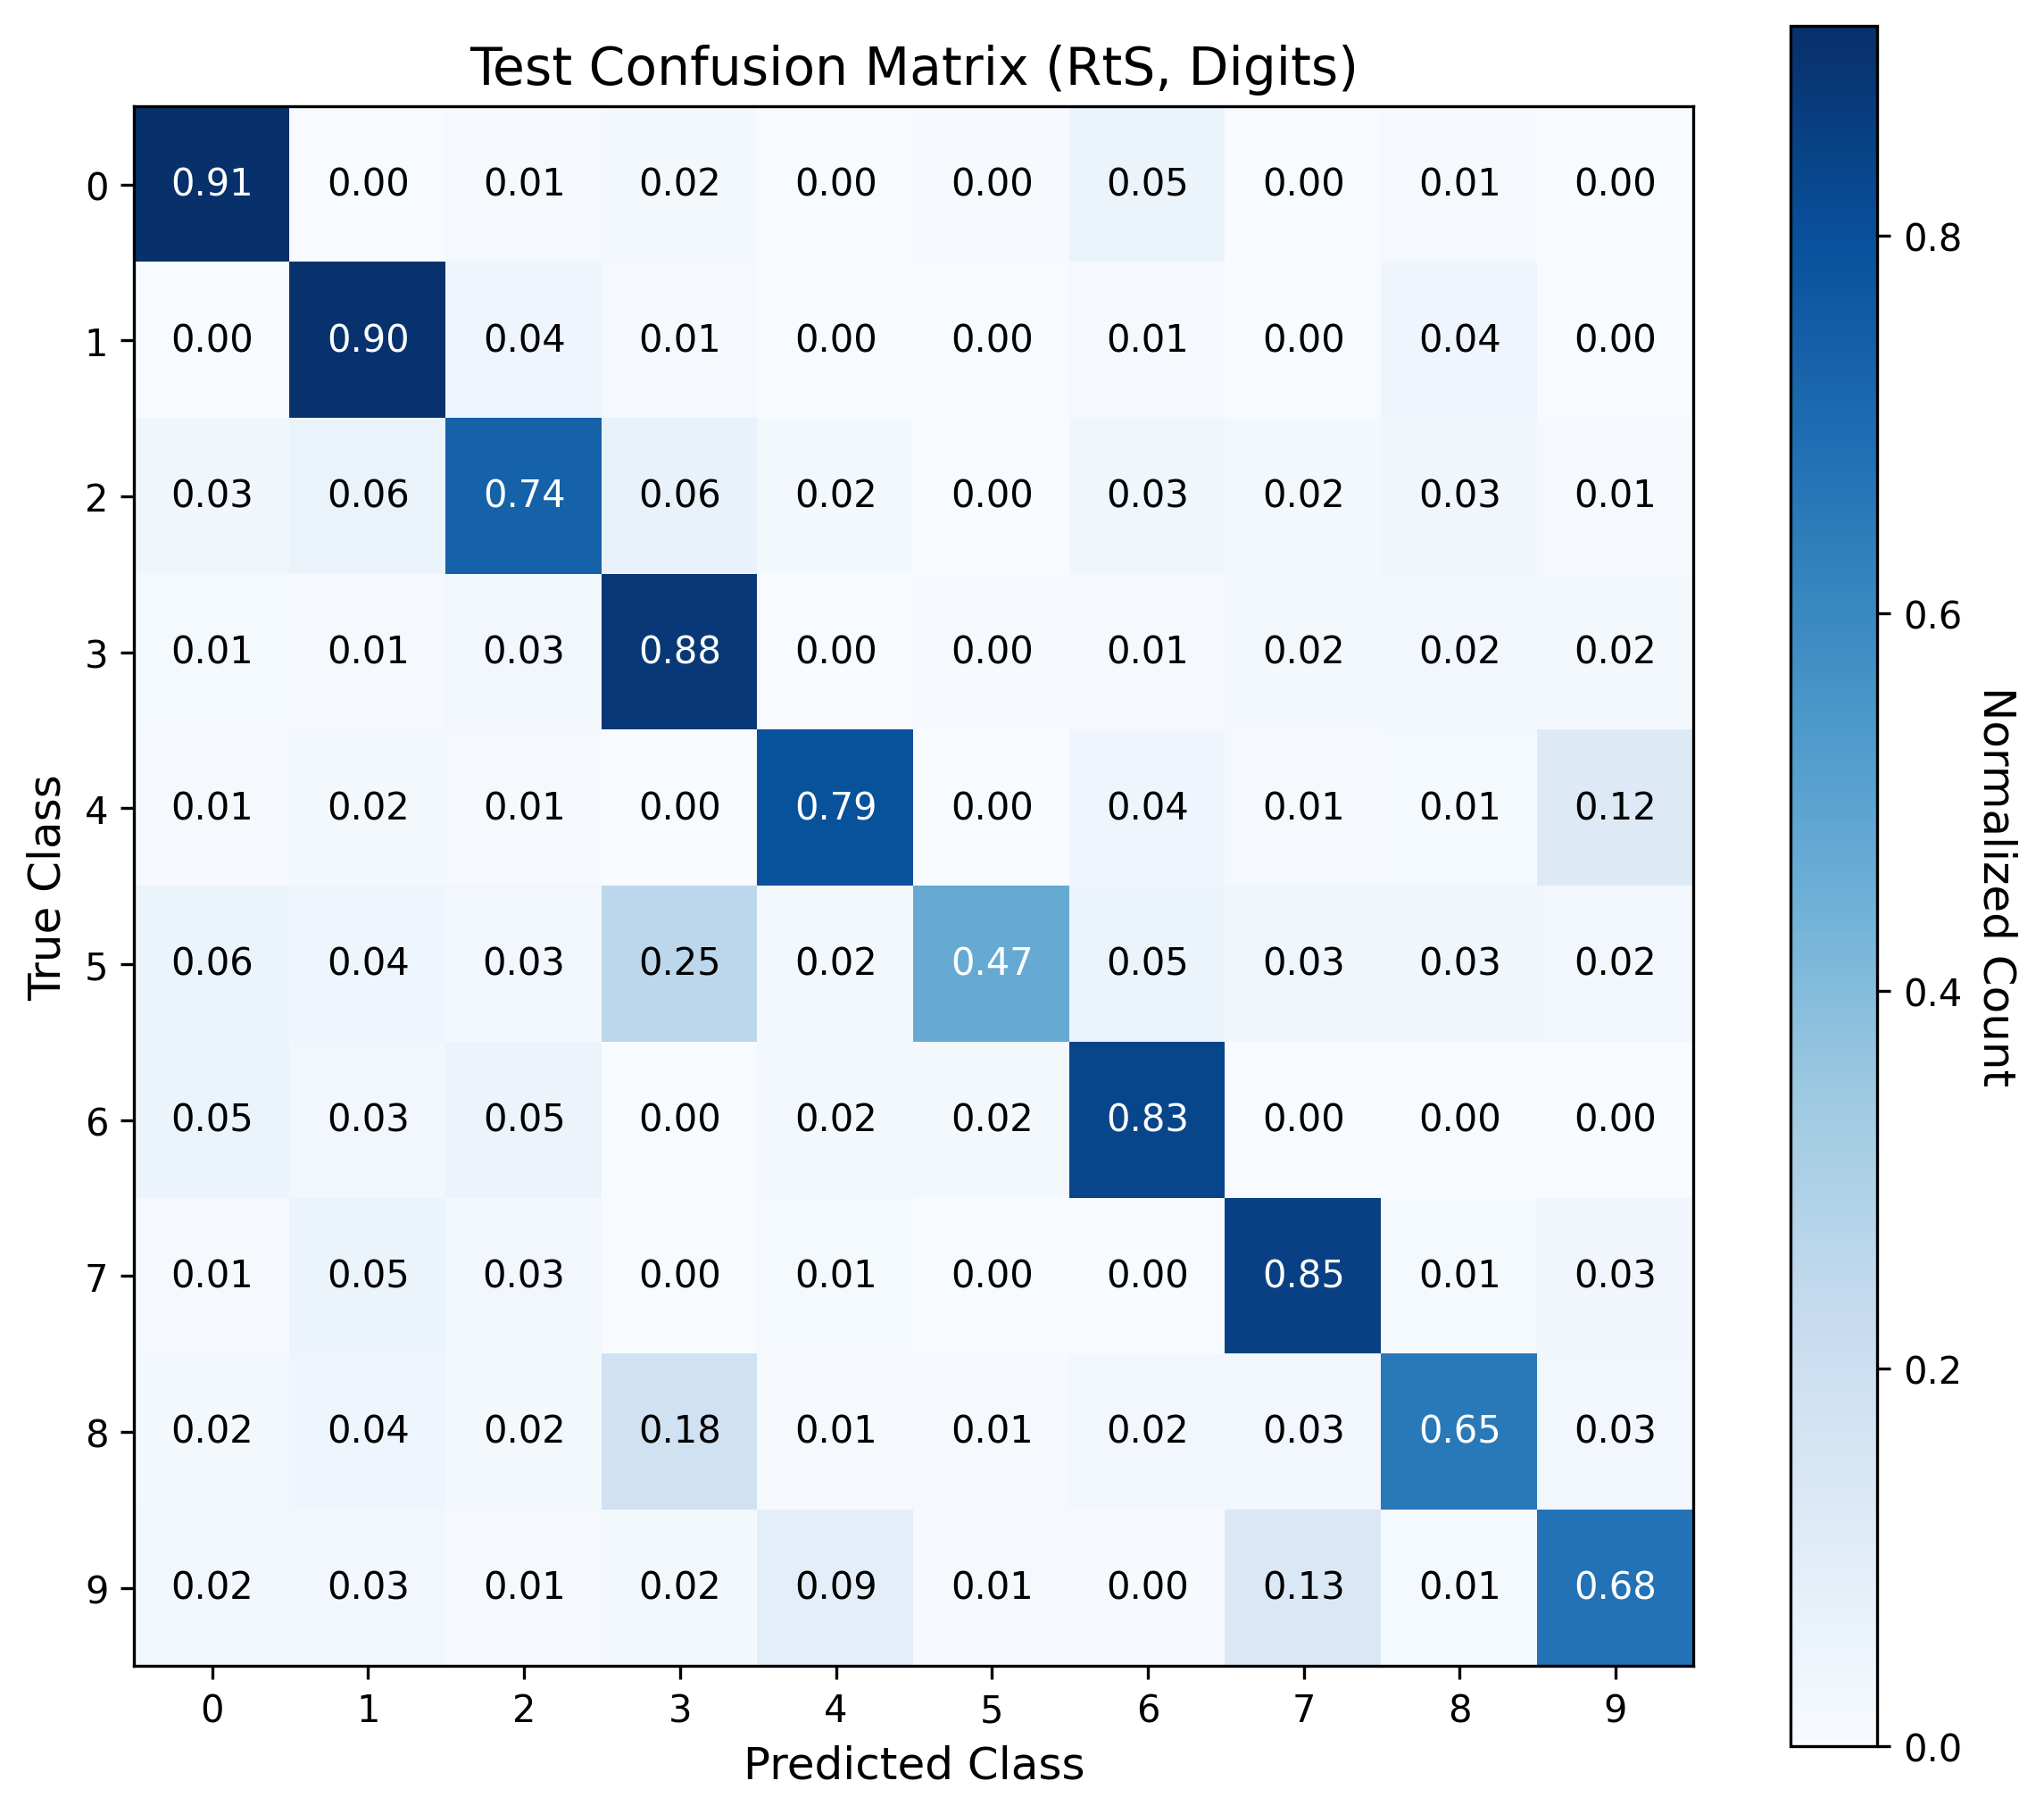 Test Confusion Matrix (RtS, Digits)
0 0.91 0.00 0.01 0.02 0.00 0.00 0.05 0.00 0.01 0.00
1 0.00 0.90 0.04 0.01 0.00 0.00 0.01 0.00 0.04 0.00
2 0.03 0.06 0.74 0.06 0.02 0.00 0.03 0.02 0.03 0.01
3 0.01 0.01 0.03 0.88 0.00 0.00 0.01 0.02 0.02 0.02
4 0.01 0.02 0.01 0.00 0.79 0.00 0.04 0.01 0.01 0.12
5 0.06 0.04 0.03 0.25 0.02 0.47 0.05 0.03 0.03 0.02
6 0.05 0.03 0.05 0.00 0.02 0.02 0.83 0.00 0.00 0.00
7 0.01 0.05 0.03 0.00 0.01 0.00 0.00 0.85 0.01 0.03
8 0.02 0.04 0.02 0.18 0.01 0.01 0.02 0.03 0.65 0.03
9 0.02 0.03 0.01 0.02 0.09 0.01 0.00 0.13 0.01 0.68
0 1 2 3 4 5 6 7 8 9
Predicted Class
True Class
0.8
0.6
0.4
0.2
0.0
Normalized Count